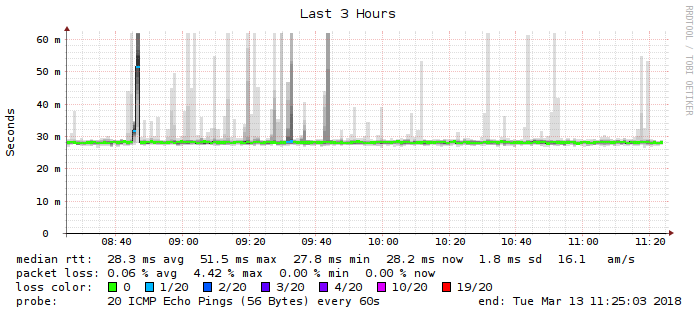 Last 3 Hours
RRDTOOL / TOBI OETIKER
Seconds
60 m
50 m
40 m
30 m
20 m
10 m
0
08:40 09:00 09:20 09:40 10:00 10:20 10:40 11:00 11:20
median rtt: 28.3 ms avg 51.5 ms max 27.8 ms min 28.2 ms now 1.8 ms sd 16.1 am/s
packet loss: 0.06 % avg 4.42 % max 0.00 % min 0.00 % now
loss color: 0 1/20 2/20 3/20 4/20 10/20 19/20
probe: 20 ICMP Echo Pings (56 Bytes) every 60s end: Tue Mar 13 11:25:03 2018